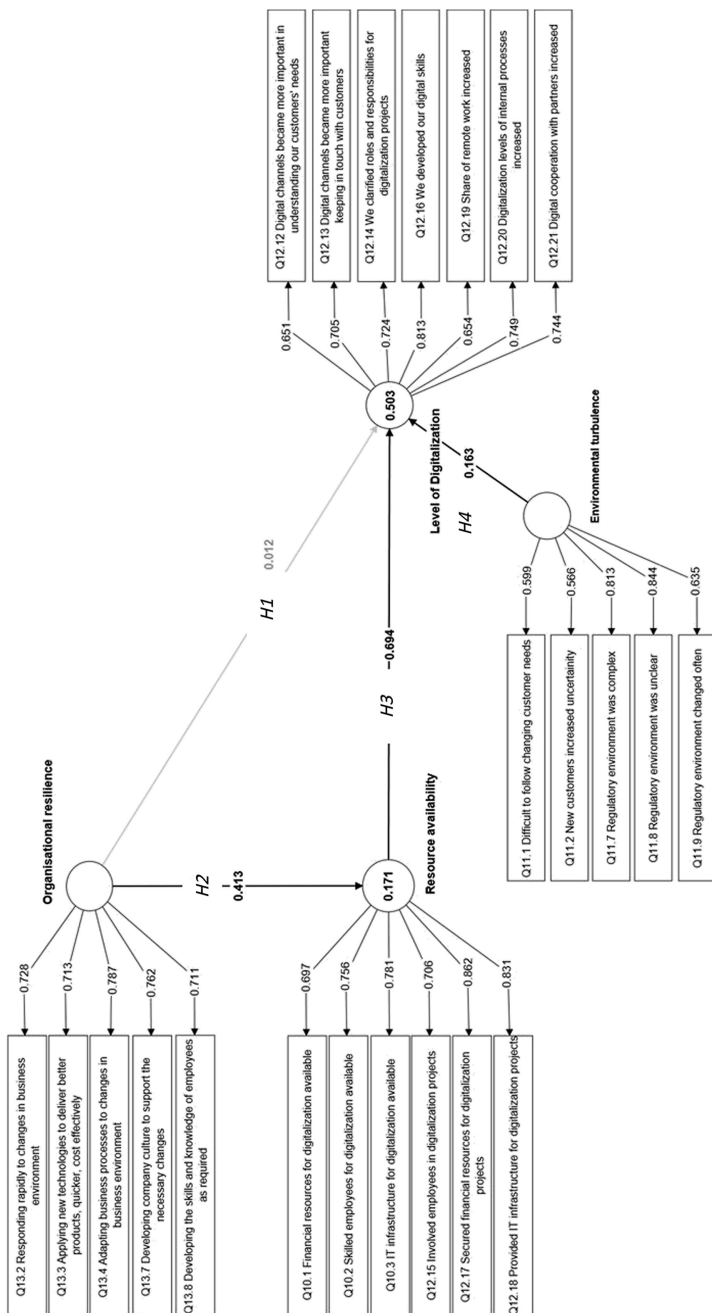 Q13.2 Responding rapidly to changes in business
environment
Q13.3 Applying new technologies to deliver better
products, quicker, cost effectively
Q13.4 Adapting business processes to changes in
business environment
Q13.7 Developing company culture to support the
necessary changes
Q13.8 Developing the skills and knowledge of employees
as required
0.728
0.713
0.787
0.762
0.711
Organisational resilience
H1
0.012
H2
0.413
Q10.1 Financial resources for digitalization available
Q10.2 Skilled employees for digitalization available
Q10.3 IT infrastructure for digitalization available
Q12.15 Involved employees in digitalization projects
Q12.17 Secured financial resources for digitalization
projects
Q12.18 Provided IT infrastructure for digitalization projects
0.697
0.756
0.781
0.706
0.862
0.831
0.171
Resource availability
H3
0.694
0.503
Level of Digitalization
0.651
0.705
0.724
0.813
0.654
0.749
0.744
Q12.12 Digital channels became more important in
understanding our customers' needs
Q12.13 Digital channels became more important
keeping in touch with customers
Q12.14 We clarified roles and responsibilities for
digitalization projects
Q12.16 We developed our digital skills
Q12.19 Share of remote work increased
Q12.20 Digitalization levels of internal processes
increased
Q12.21 Digital cooperation with partners increased
H4
0.163
Environmental turbulence
0.599
0.566
0.813
0.844
0.635
Q11.1 Difficult to follow changing customer needs
Q11.2 New customers increased uncertainity
Q11.7 Regulatory environment was complex
Q11.8 Regulatory environment was unclear
Q11.9 Regulatory environment changed often